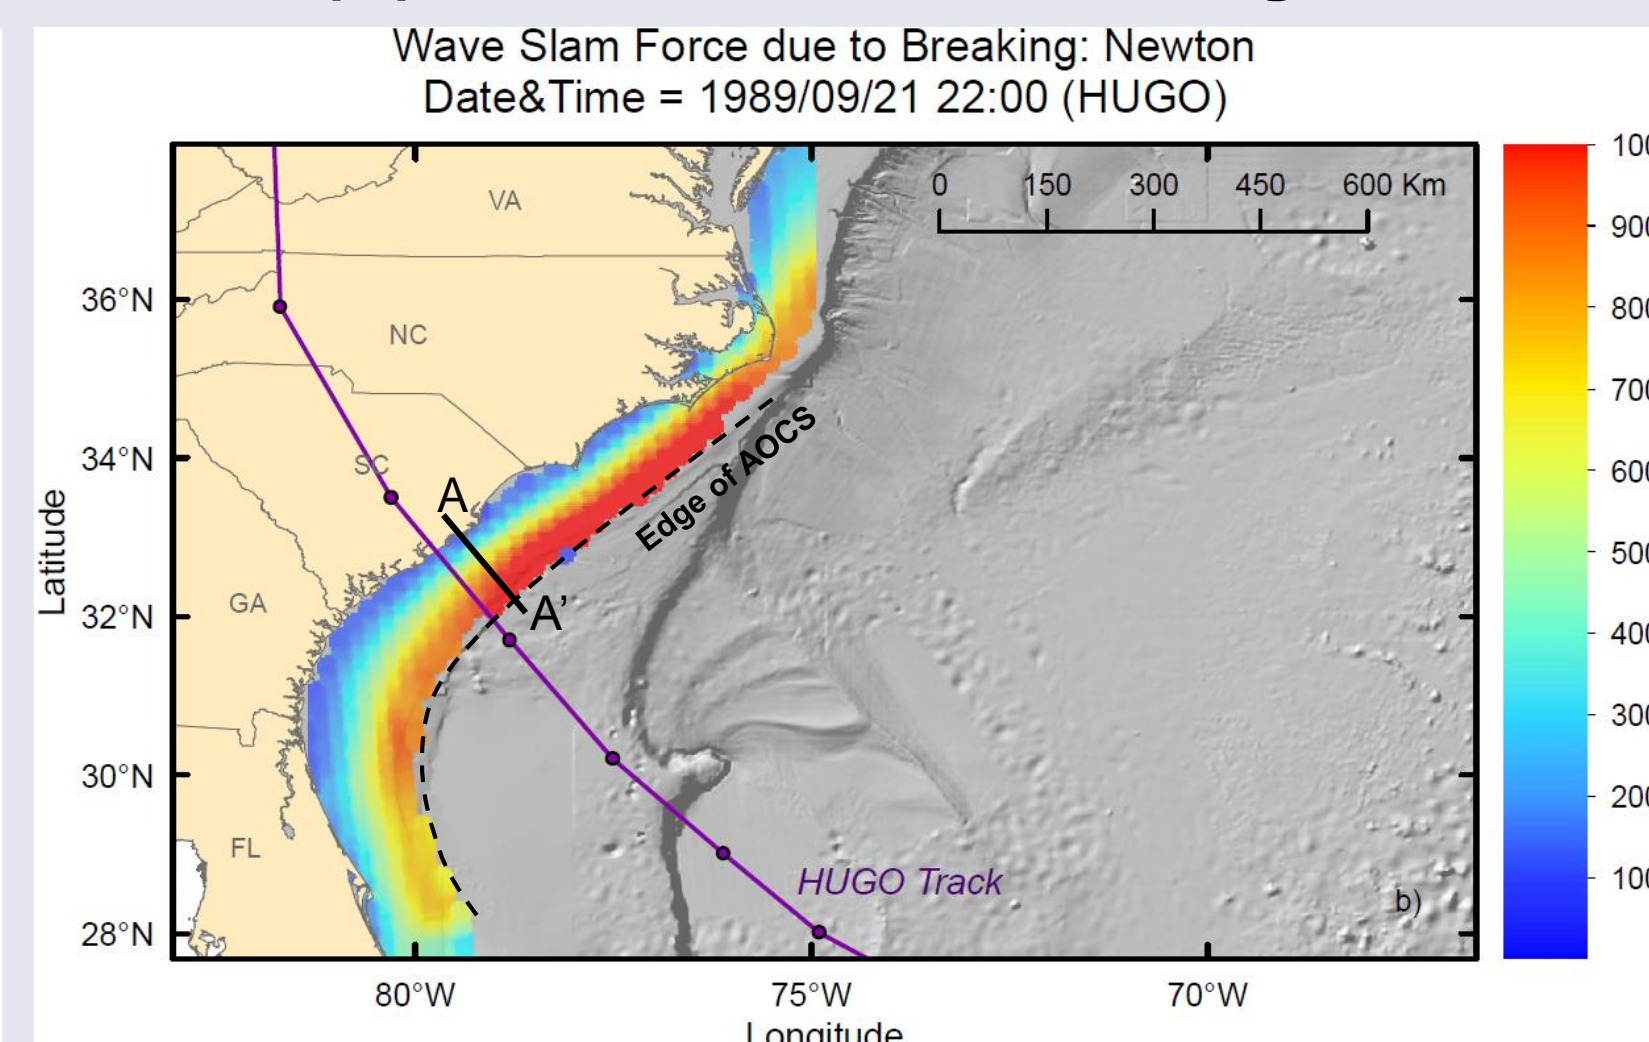 Wave Slam Force due to Breaking: Newton
Date&Time = 1989/09/21 22:00 (HUGO)
0 150 300 450 600 Km
VA
NC
SC
GA
FL
A
A’
Edge of AOCS
HUGO Track
b)
36°N
34°N
32°N
30°N
28°N
Latitude
80°W 75°W 70°W
Longitude